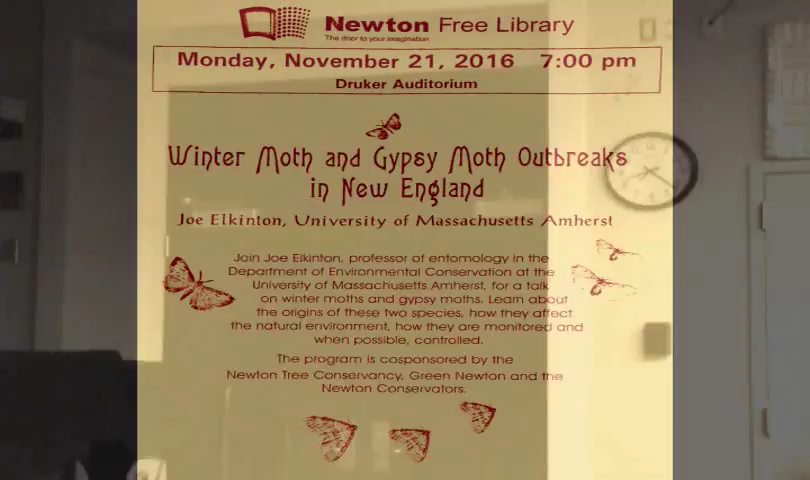 Newton Free Library
The door to your imagination
Monday, November 21, 2016 7:00 pm
Druker Auditorium
Winter Moth and Gypsy Moth Outbreaks
in New England
Joe Elkinton, University of Massachusetts Amherst
Join Joe Elkinton, professor of entomology in the
Department of Environmental Conservation at the
University of Massachusetts Amherst, for a talk
on winter moths and gypsy moths. Learn about
the origins of these two species, how they affect
the natural environment, how they are monitored and
when possible, controlled.
The program is cosponsored by the
Newton Tree Conservancy, Green Newton and the
Newton Conservators.